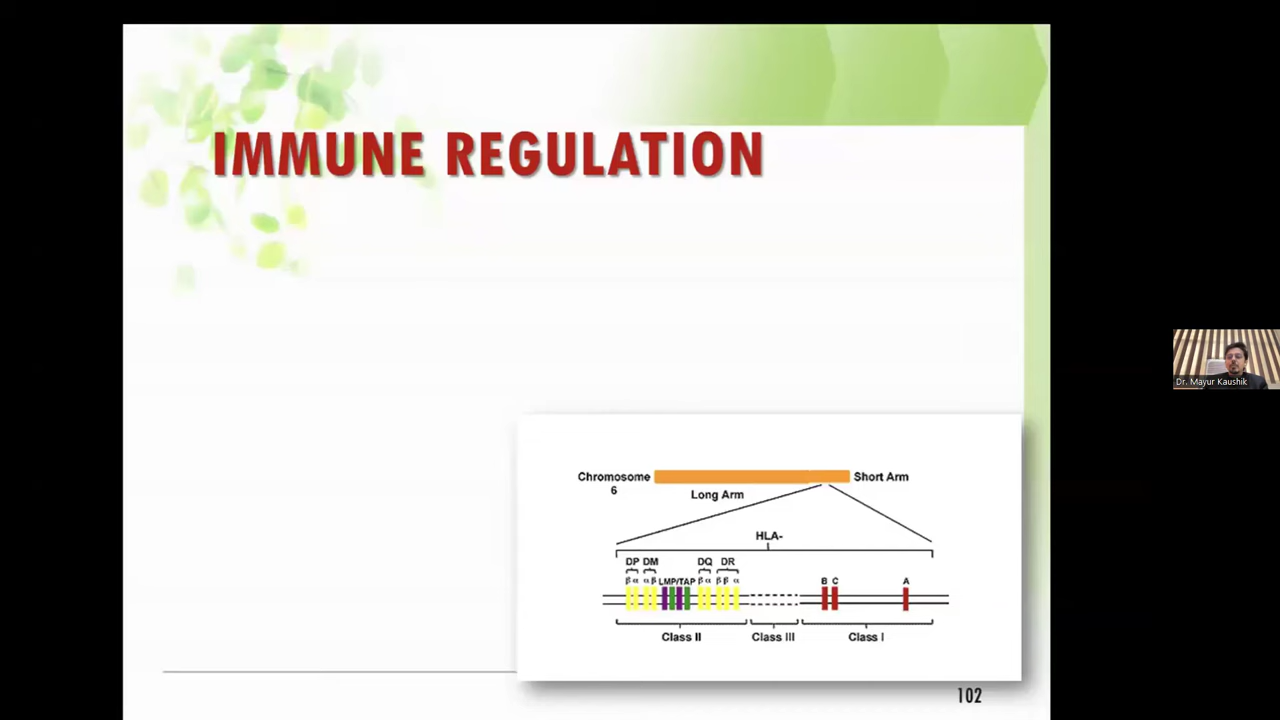 IMMUNE REGULATION
Dr. Mayur Kaushik
Chromosome 6
Short Arm
Long Arm
HLA-
DP DM DQ DR
β α α β LMP/TAP β α β β α B C A
Class II Class III Class I
102